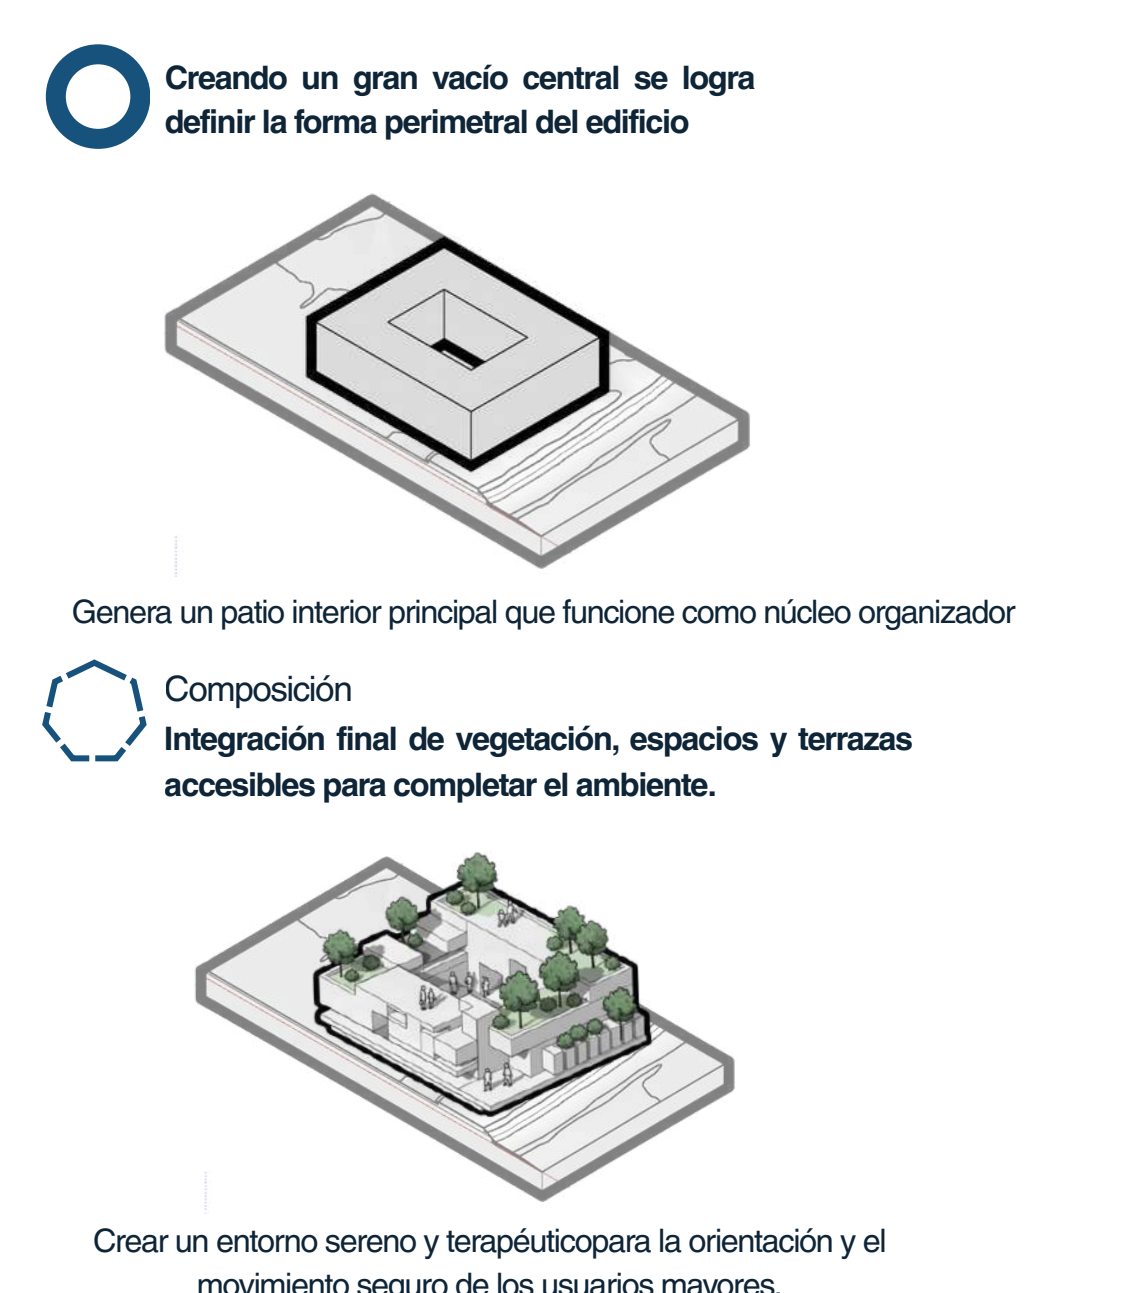 Creando un gran vacío central se logra
definir la forma perimetral del edificio
Genera un patio interior principal que funcione como núcleo organizador
Composición
Integración final de vegetación, espacios y terrazas
accesibles para completar el ambiente.
Crear un entorno sereno y terapéuticopara la orientación y el
movimiento seguro de los usuarios mayores.